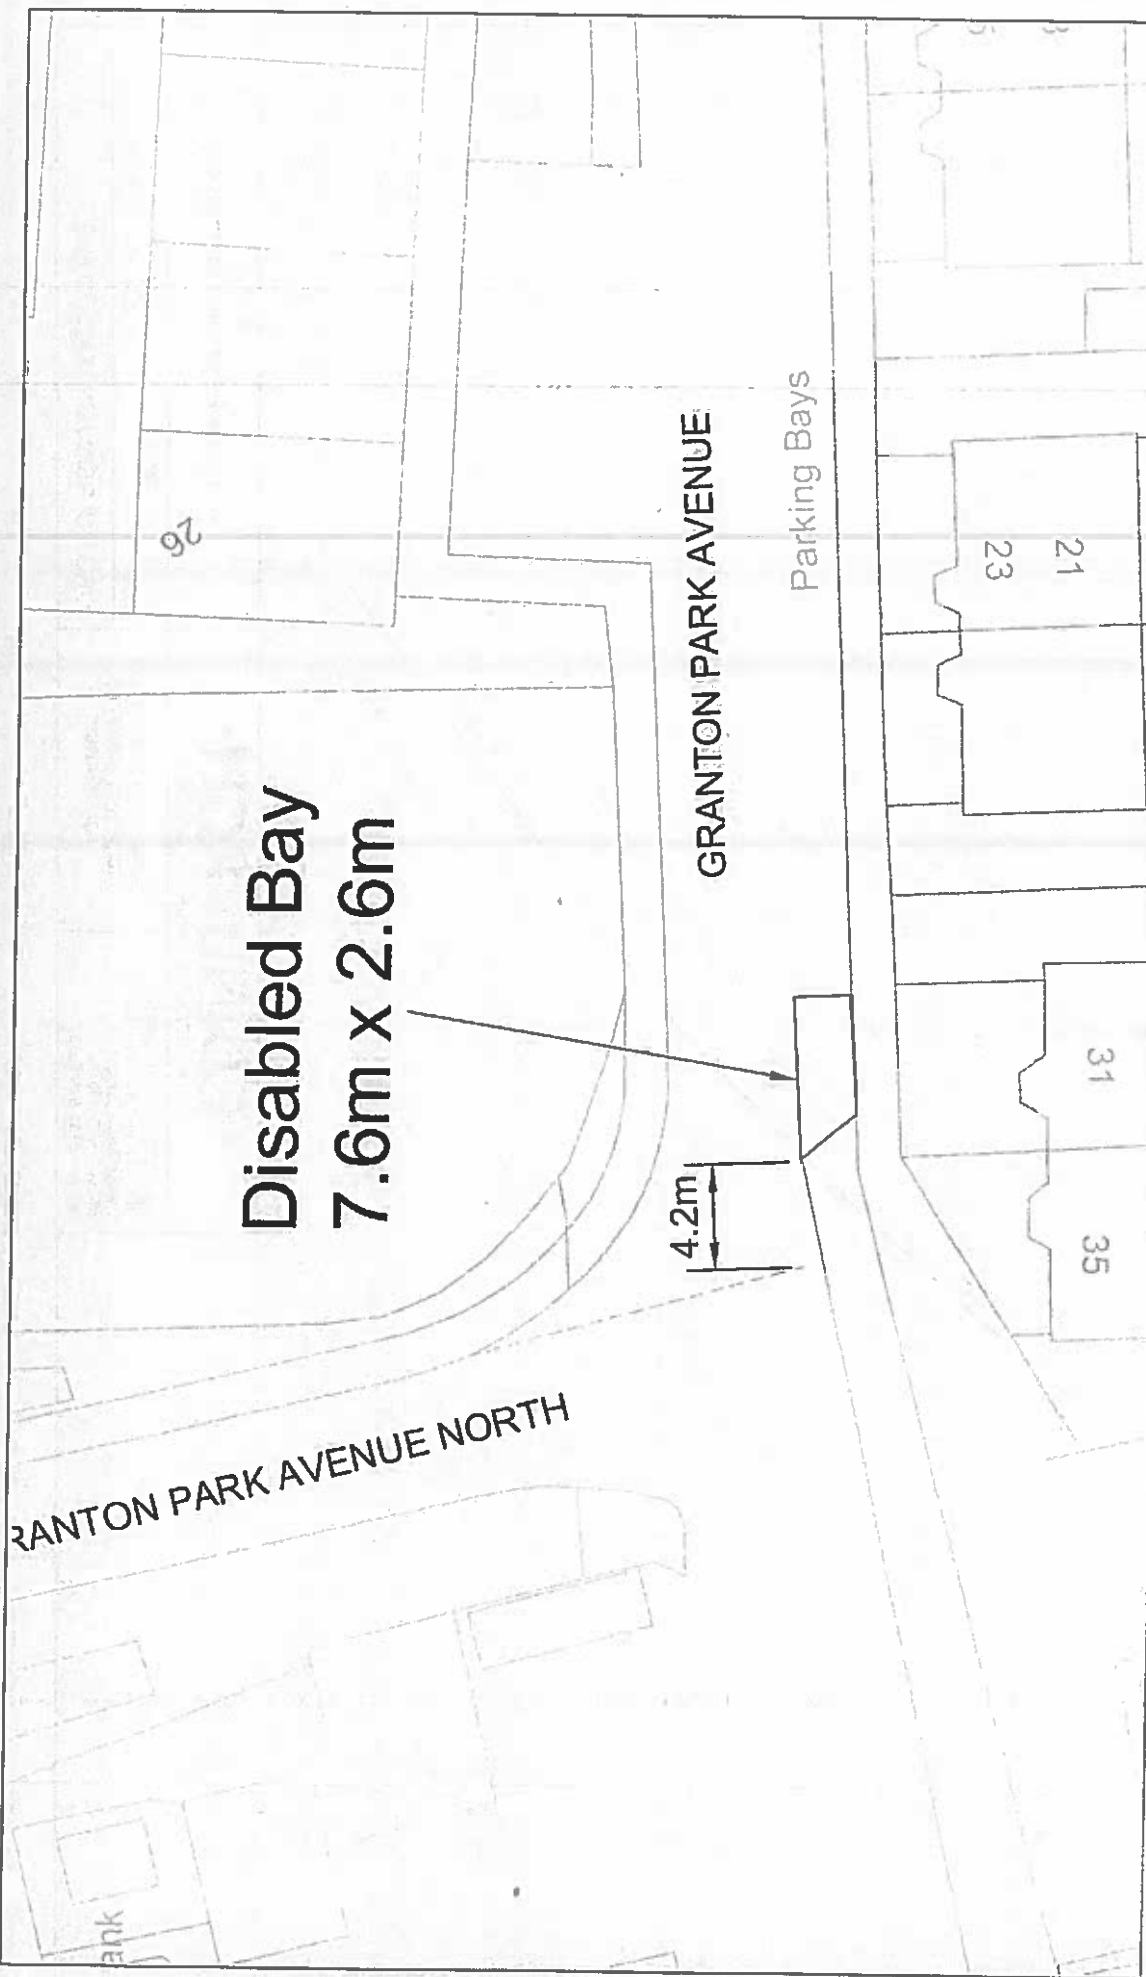 Disabled Bay
7.6m x 2.6m
26
GRANTON PARK AVENUE
Parking Bays
4.2m
RANTON PARK AVENUE NORTH
23
21
31
35
ank